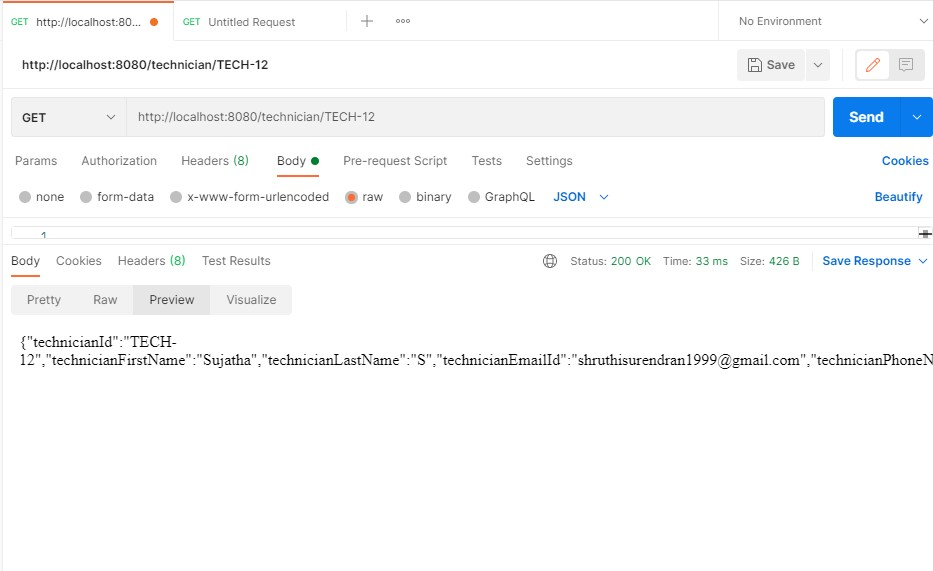 GET http://localhost:80... GET Untitled Request No Environment
http://localhost:8080/technician/TECH-12 Save
GET http://localhost:8080/technician/TECH-12 Send
Params Authorization Headers (8) Body Pre-request Script Tests Settings Cookies
none form-data x-www-form-urlencoded raw binary GraphQL JSON Beautify
1
Body Cookies Headers (8) Test Results Status: 200 OK Time: 33 ms Size: 426 B Save Response
Pretty Raw Preview Visualize
{"technicianId":"TECH-
12","technicianFirstName":"Sujatha","technicianLastName":"S","technicianEmailId":"shruthisurendran1999@gmail.com","technicianPhoneN